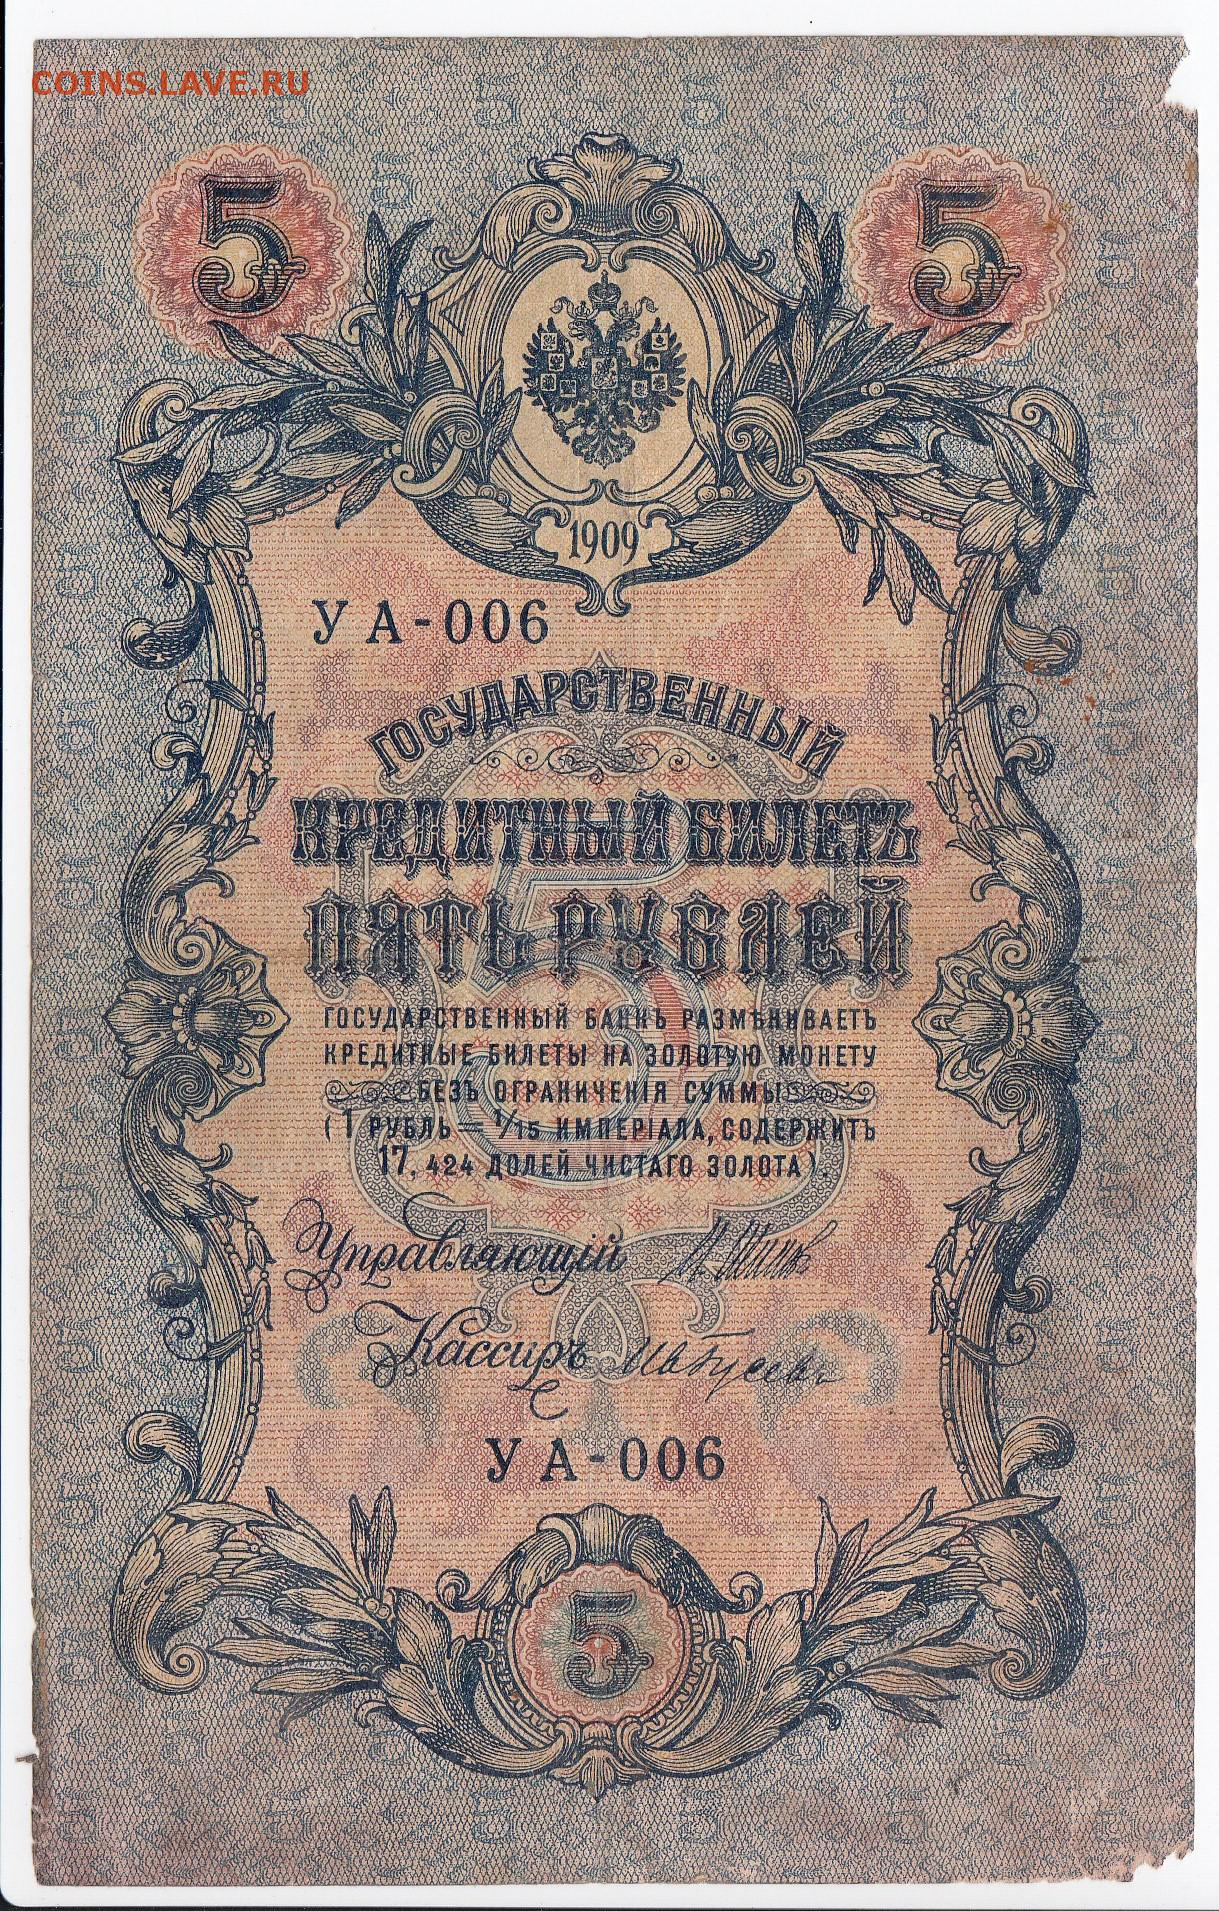 COINS.LAVE.RU
5 5
1909
УА-006
ГОСУДАРСТВЕННЫЙ
КРЕДИТНЫЙ БИЛЕТЪ
ПЯТЬ РУБЛЕЙ
ГОСУДАРСТВЕННЫЙ БАНКЪ РАЗМѢНИВАЕТЪ
КРЕДИТНЫЕ БИЛЕТЫ НА ЗОЛОТУЮ МОНЕТУ
БЕЗЪ ОГРАНИЧЕНІЯ СУММЫ
(1 РУБЛЬ = 1/15 ИМПЕРІАЛА, СОДЕРЖИТЪ
17,424 ДОЛЕЙ ЧИСТАГО ЗОЛОТА).
Управляющій
Кассиръ
УА-006
5